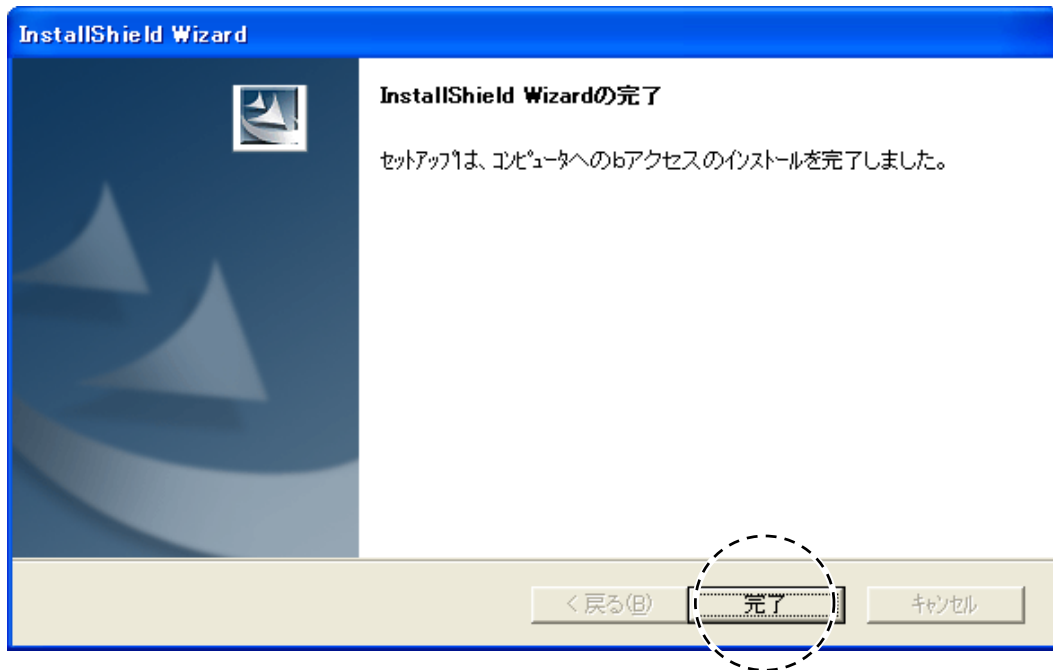 InstallShield Wizard
InstallShield Wizardの完了
セットアップは、コンピュータへのbアクセスのインストールを完了しました。
< 戻る(B)
完了
キャンセル